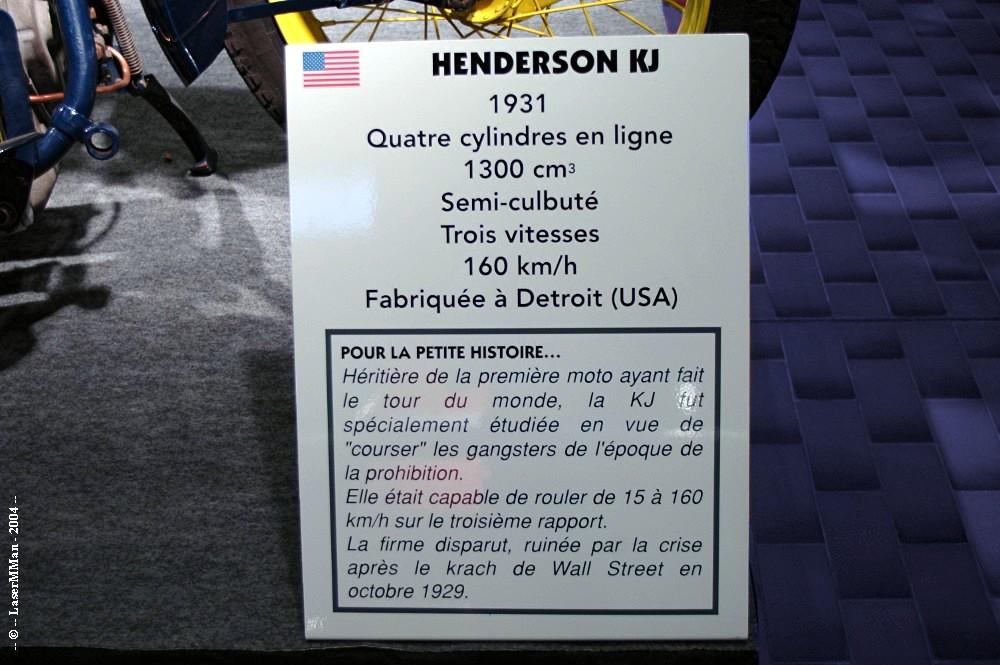 HENDERSON KJ
1931
Quatre cylindres en ligne
1300 cm³
Semi-culbuté
Trois vitesses
160 km/h
Fabriquée à Detroit (USA)
POUR LA PETITE HISTOIRE...
Héritière de la première moto ayant fait
le tour du monde, la KJ fut
spécialement étudiée en vue de
"courser" les gangsters de l'époque de
la prohibition.
Elle était capable de rouler de 15 à 160
km/h sur le troisième rapport.
La firme disparut, ruinée par la crise
après le krach de Wall Street en
octobre 1929.
-- © -- LaserMMan - 2004 --